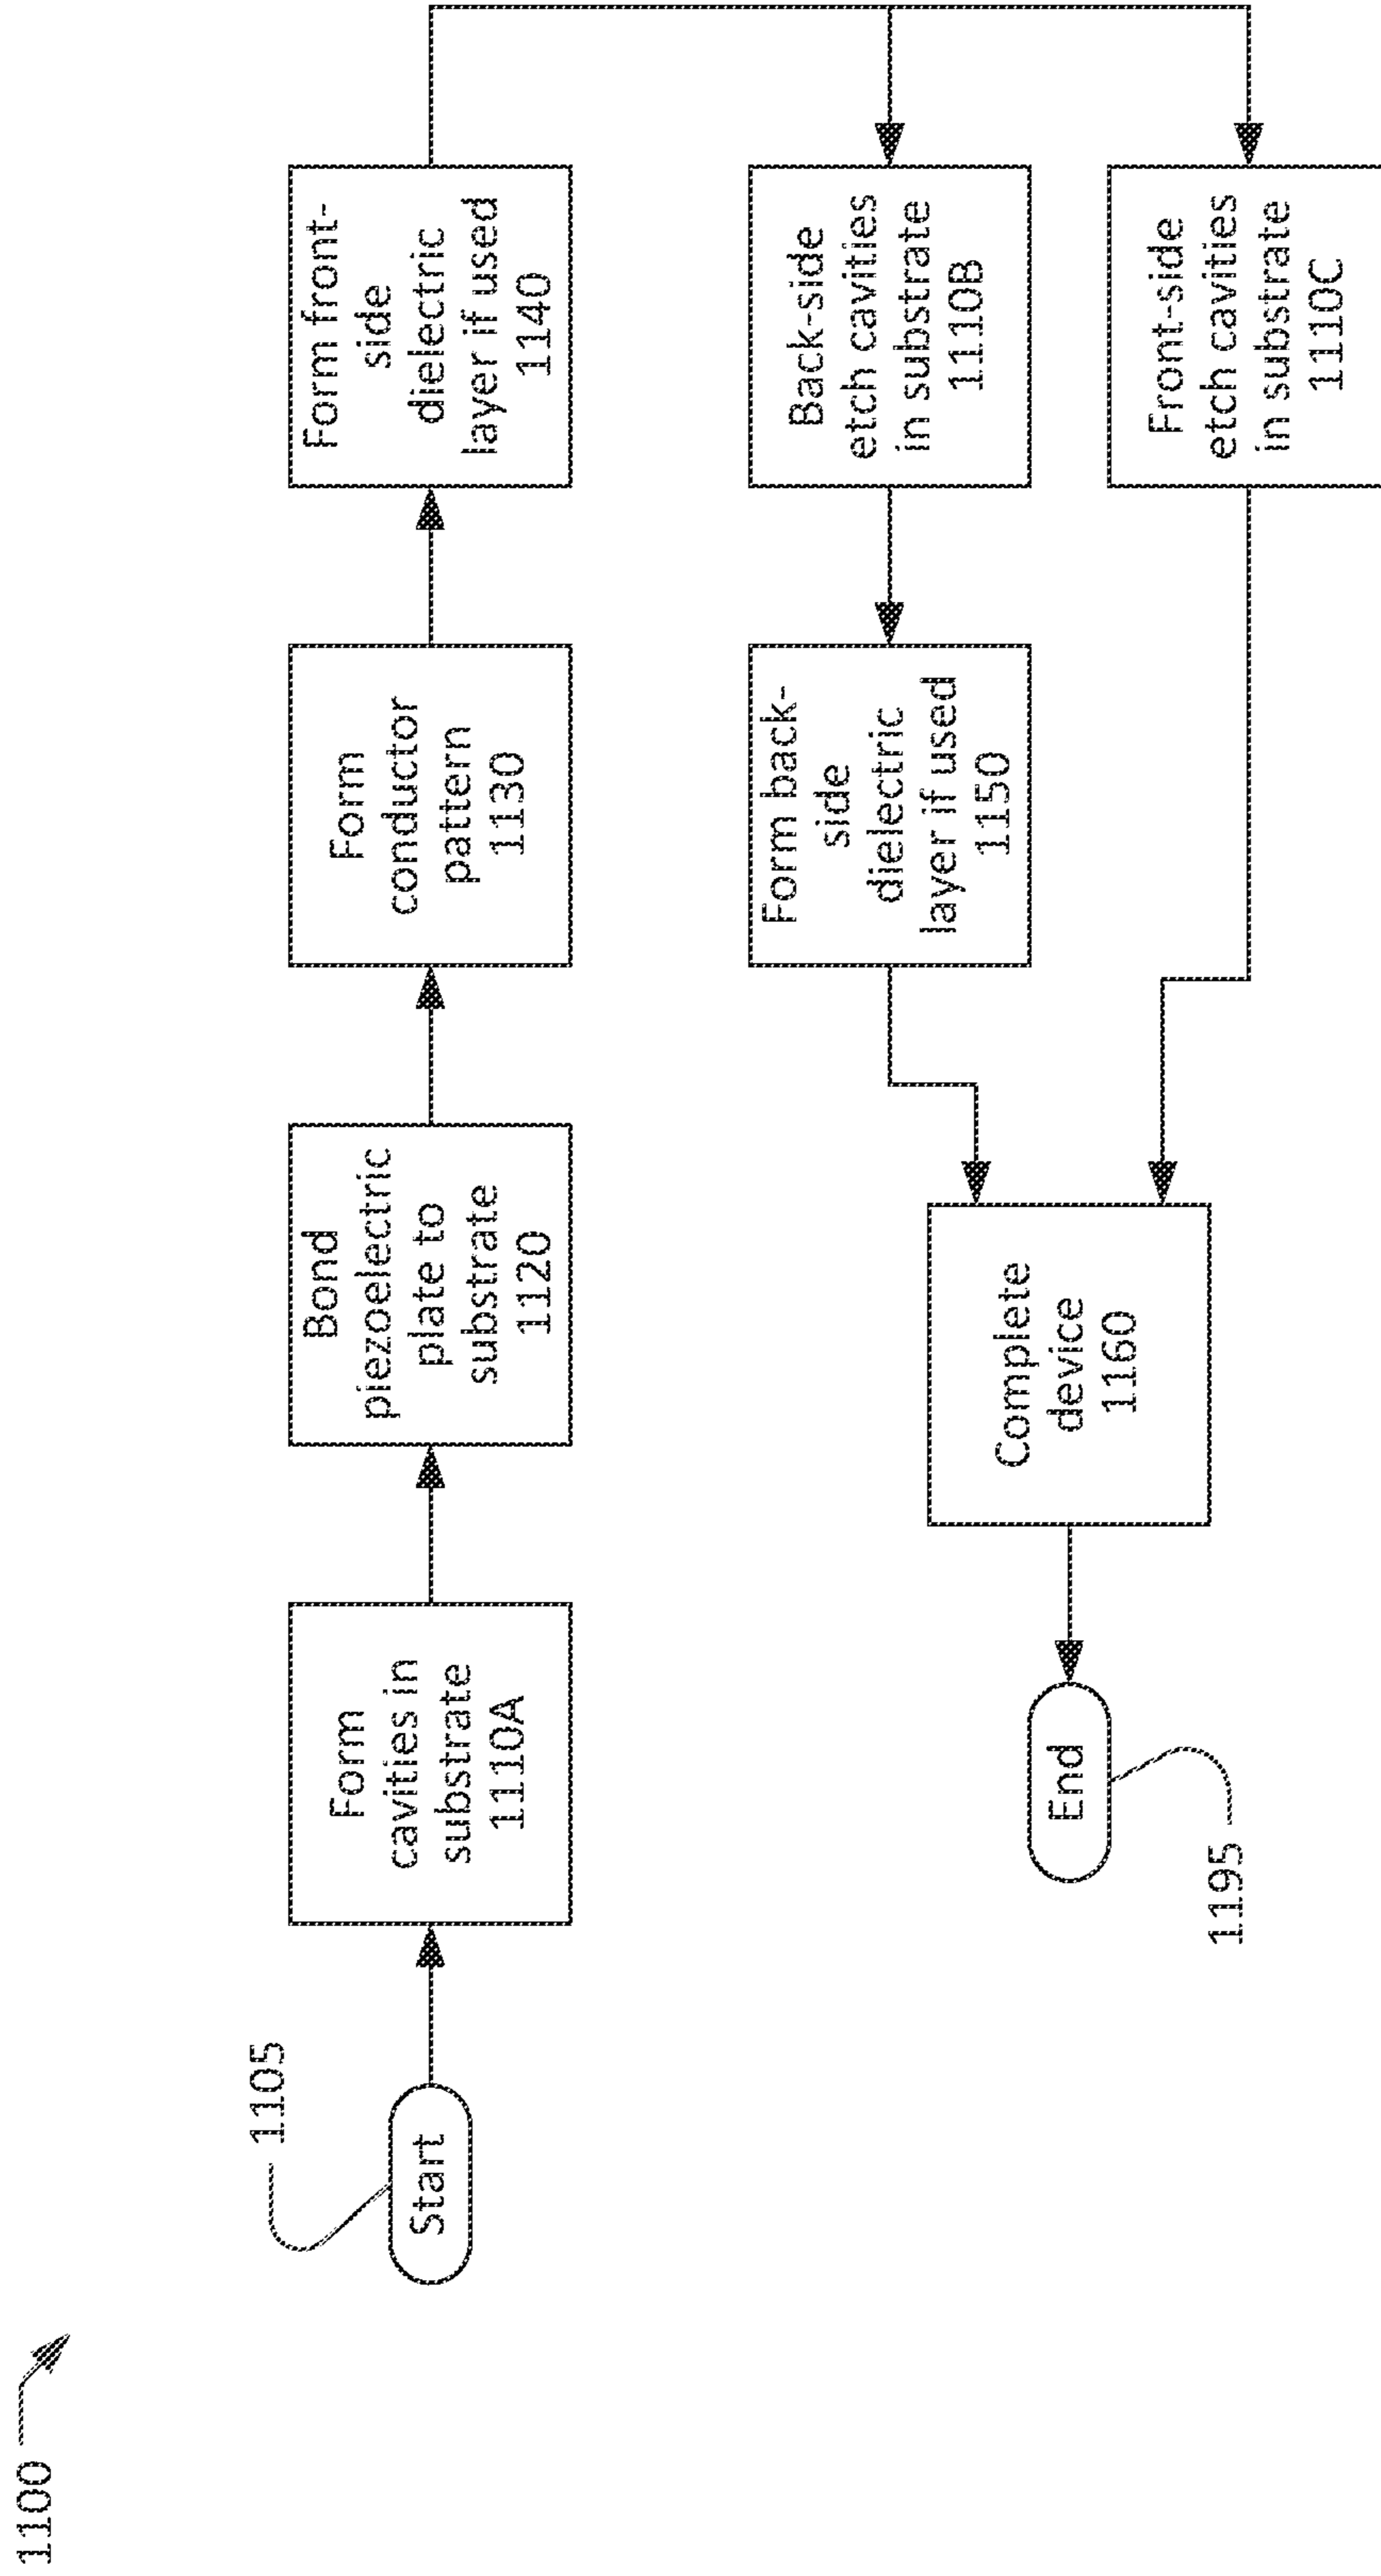 1100
1105
Start
Form
cavities in
substrate
1110A
Bond
piezoelectric
plate to
substrate
1120
Form
conductor
pattern
1130
Form front-
side
dielectric
layer if used
1140
Back-side
etch cavities
in substrate
1110B
Form back-
side
dielectric
layer if used
1150
Front-side
etch cavities
in substrate
1110C
Complete
device
1160
End
1195